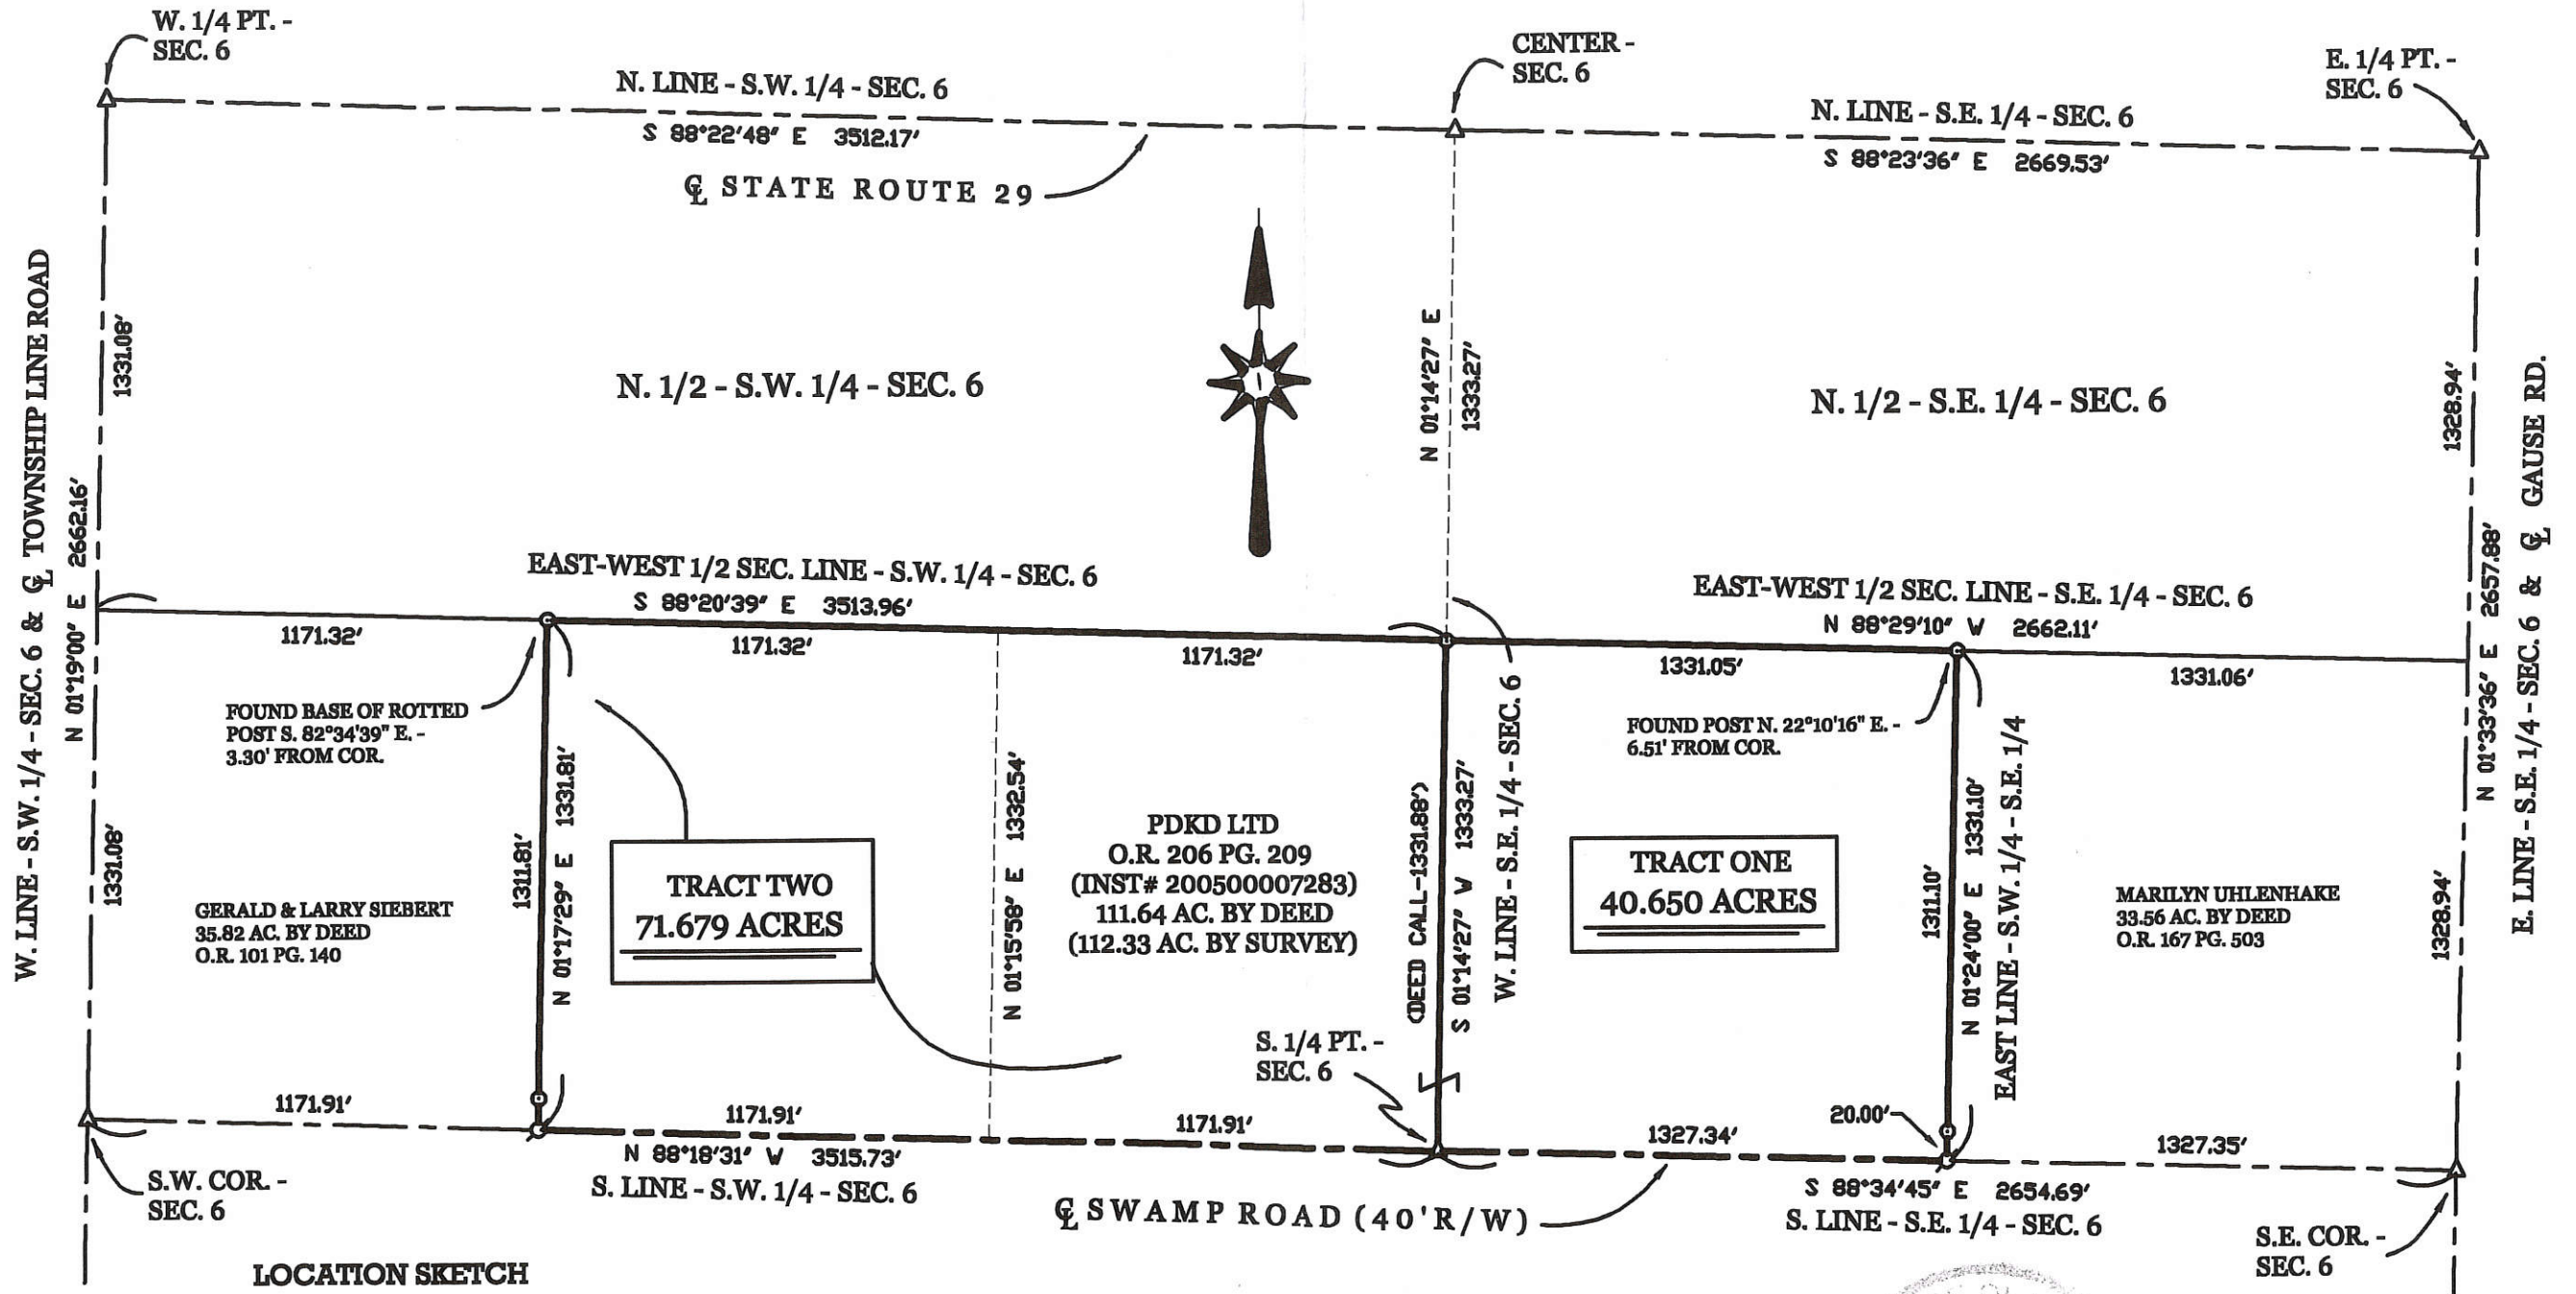 W. 1/4 PT. -
SEC. 6
CENTER -
SEC. 6
E. 1/4 PT. -
SEC. 6
N. LINE - S.W. 1/4 - SEC. 6
S 88°22'48" E 3512.17'
N. LINE - S.E. 1/4 - SEC. 6
S 88°23'36" E 2669.53'
℄ STATE ROUTE 29
W. LINE - S.W. 1/4 - SEC. 6 & ℄ TOWNSHIP LINE ROAD
N 01°19'00" E 2662.16'
1331.08'
N. 1/2 - S.W. 1/4 - SEC. 6
N 01°14'27" E
1333.27'
N. 1/2 - S.E. 1/4 - SEC. 6
1328.94'
N 01°33'36" E 2657.88'
E. LINE - S.E. 1/4 - SEC. 6 & ℄ GAUSE RD.
EAST-WEST 1/2 SEC. LINE - S.W. 1/4 - SEC. 6
S 88°20'39" E 3513.96'
1171.32'
1171.32'
1171.32'
EAST-WEST 1/2 SEC. LINE - S.E. 1/4 - SEC. 6
N 88°29'10" W 2662.11'
1331.05'
1331.06'
FOUND BASE OF ROTTED
POST S. 82°34'39" E. -
3.30' FROM COR.
FOUND POST N. 22°10'16" E. -
6.51' FROM COR.
1331.08'
GERALD & LARRY SIEBERT
35.82 AC. BY DEED
O.R. 101 PG. 140
1311.81'
N 01°17'29" E 1331.81'
TRACT TWO
71.679 ACRES
N 01°15'58" E 1332.54'
PDKD LTD
O.R. 206 PG. 209
(INST# 200500007283)
111.64 AC. BY DEED
(112.33 AC. BY SURVEY)
(DEED CALL-1331.88')
S 01°14'27" W 1333.27'
W. LINE - S.E. 1/4 - SEC. 6
TRACT ONE
40.650 ACRES
1311.10'
N 01°24'00" E 1331.10'
EAST LINE - S.W. 1/4 - S.E. 1/4
MARILYN UHLENHAKE
33.56 AC. BY DEED
O.R. 167 PG. 503
1328.94'
S. 1/4 PT. -
SEC. 6
20.00'
1171.91'
1171.91'
1171.91'
1327.34'
1327.35'
N 88°18'31" W 3515.73'
S. LINE - S.W. 1/4 - SEC. 6
S 88°34'45" E 2654.69'
S. LINE - S.E. 1/4 - SEC. 6
S.W. COR. -
SEC. 6
℄ SWAMP ROAD (40'R/W)
S.E. COR. -
SEC. 6
LOCATION SKETCH